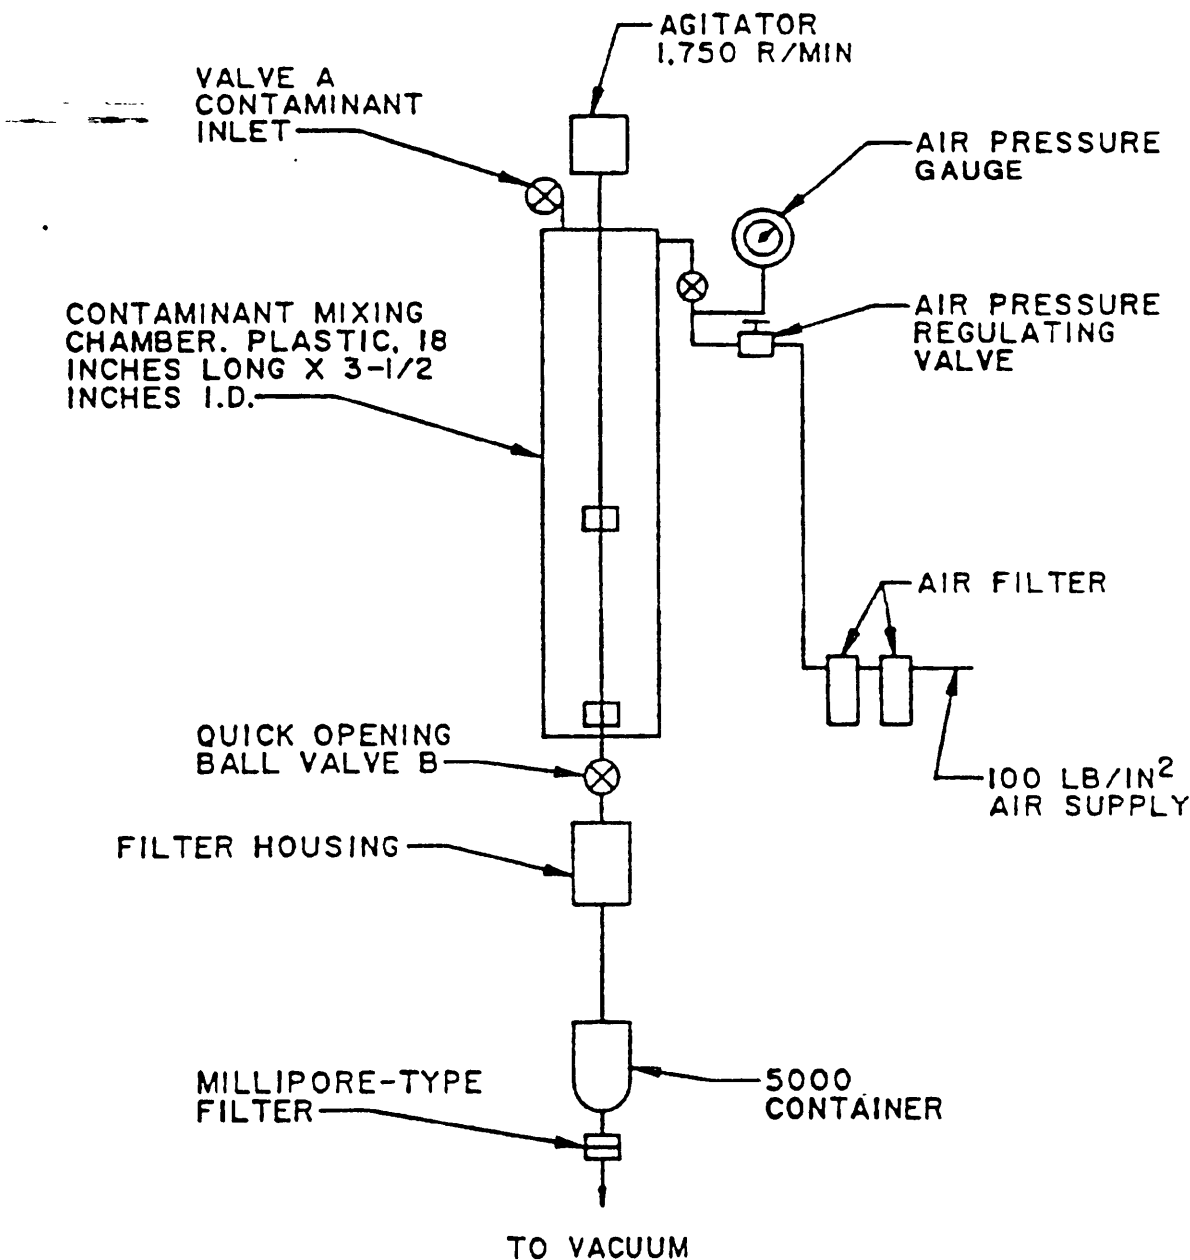 AGITATOR
1,750 R/MIN
VALVE A
CONTAMINANT
INLET
AIR PRESSURE
GAUGE
CONTAMINANT MIXING
CHAMBER. PLASTIC, 18
INCHES LONG X 3-1/2
INCHES I.D.
AIR PRESSURE
REGULATING
VALVE
AIR FILTER
QUICK OPENING
BALL VALVE B
100 LB/IN²
AIR SUPPLY
FILTER HOUSING
MILLIPORE-TYPE
FILTER
5000
CONTAINER
TO VACUUM